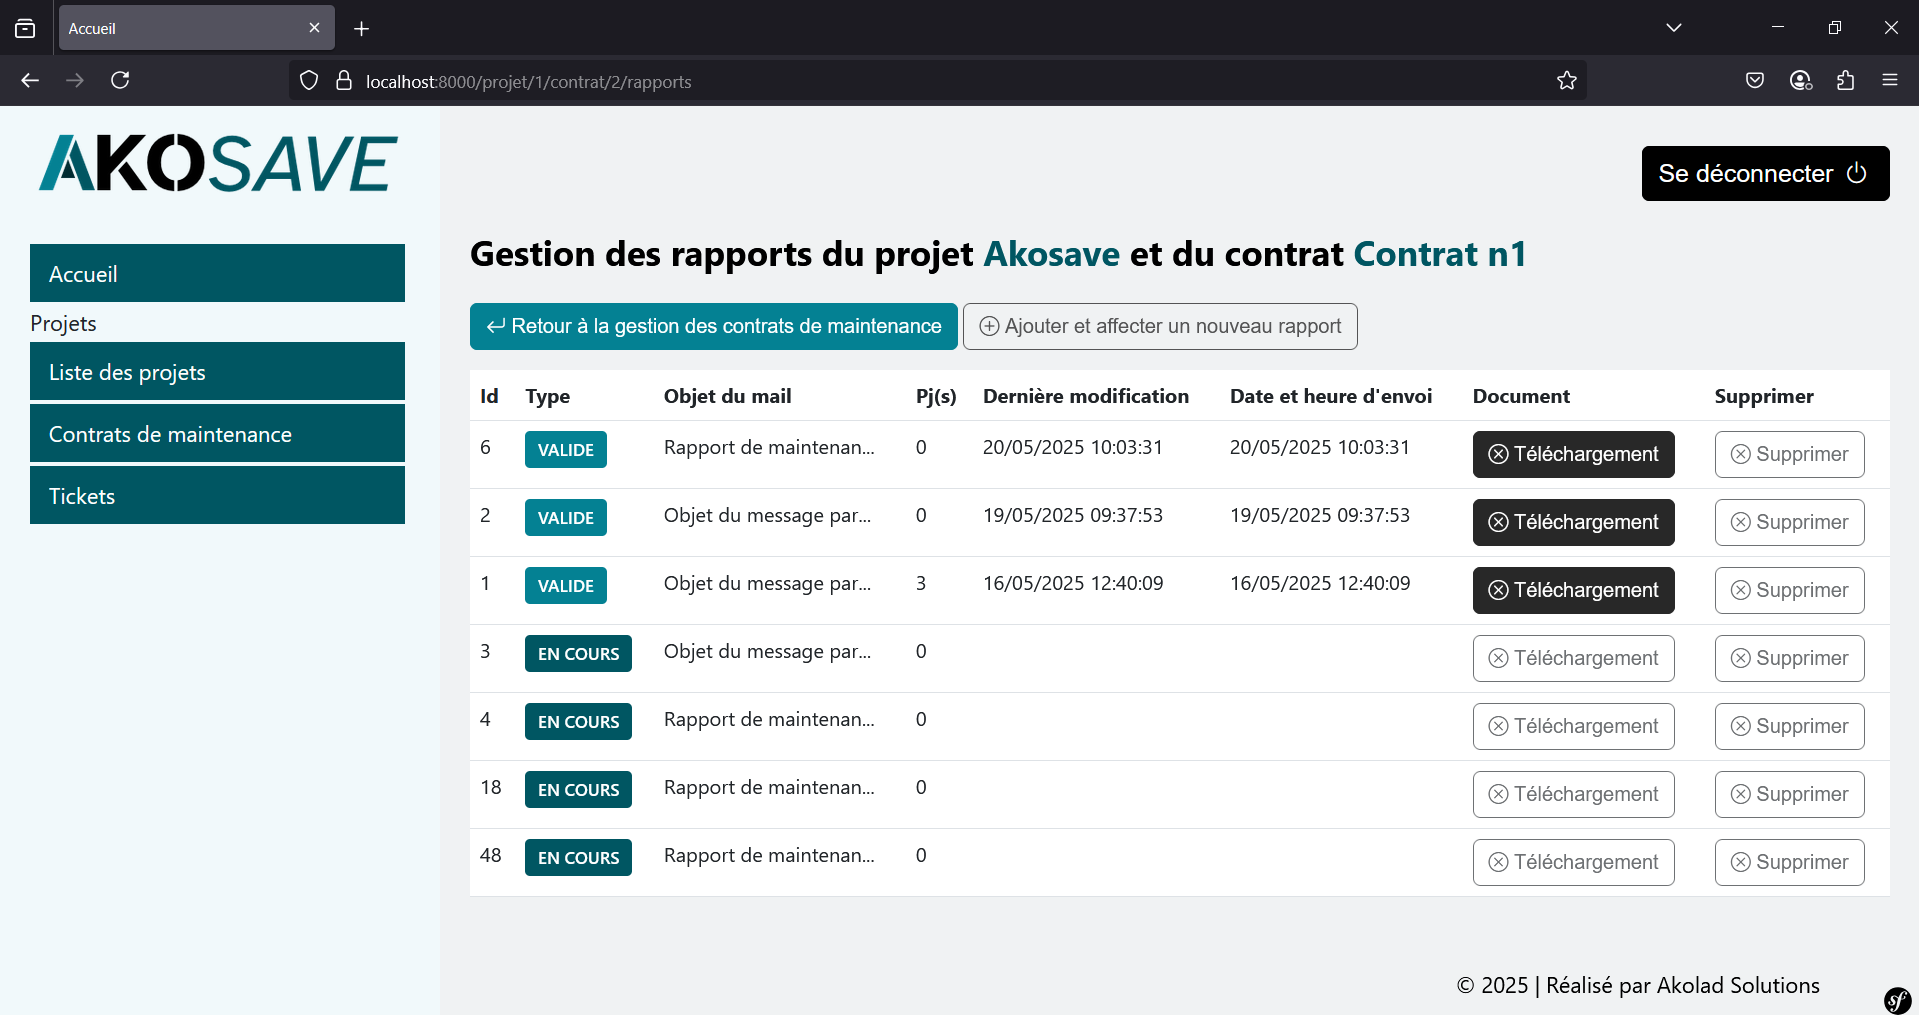 Accueil
localhost:8000/projet/1/contrat/2/rapports
AKOSAVE
Se déconnecter
Accueil
Projets
Liste des projets
Contrats de maintenance
Tickets
Gestion des rapports du projet Akosave et du contrat Contrat n1
Retour à la gestion des contrats de maintenance Ajouter et affecter un nouveau rapport
Id Type Objet du mail Pj(s) Dernière modification Date et heure d'envoi Document Supprimer
6 VALIDE Rapport de maintenan... 0 20/05/2025 10:03:31 20/05/2025 10:03:31 Téléchargement Supprimer
2 VALIDE Objet du message par... 0 19/05/2025 09:37:53 19/05/2025 09:37:53 Téléchargement Supprimer
1 VALIDE Objet du message par... 3 16/05/2025 12:40:09 16/05/2025 12:40:09 Téléchargement Supprimer
3 EN COURS Objet du message par... 0 Téléchargement Supprimer
4 EN COURS Rapport de maintenan... 0 Téléchargement Supprimer
18 EN COURS Rapport de maintenan... 0 Téléchargement Supprimer
48 EN COURS Rapport de maintenan... 0 Téléchargement Supprimer
© 2025 | Réalisé par Akolad Solutions
sf